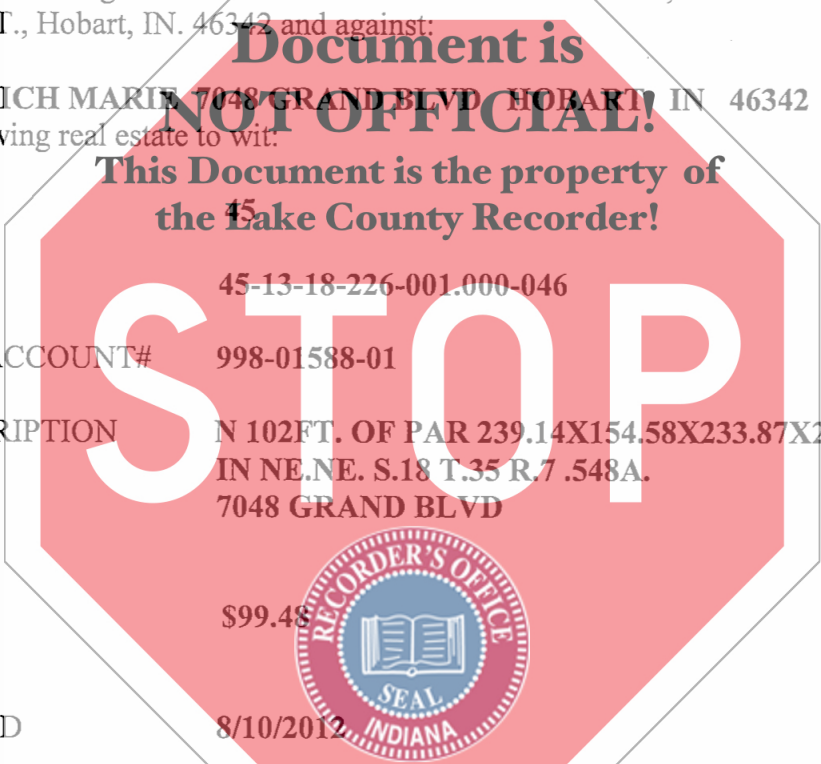 T., Hobart, IN. 46342 and against:
Document is
ICH MARIE 7048 GRAND BLVD HOBART IN 46342
NOT OFFICIAL!
ving real estate to wit:
This Document is the property of
the Lake County Recorder!
45
45-13-18-226-001.000-046
STOP
ACCOUNT# 998-01588-01
RIPTION N 102FT. OF PAR 239.14X154.58X233.87X2
IN NE.NE. S.18 T.35 R.7 .548A.
7048 GRAND BLVD
RECORDER'S OFFICE
$99.48
SEAL
INDIANA
D 8/10/2012